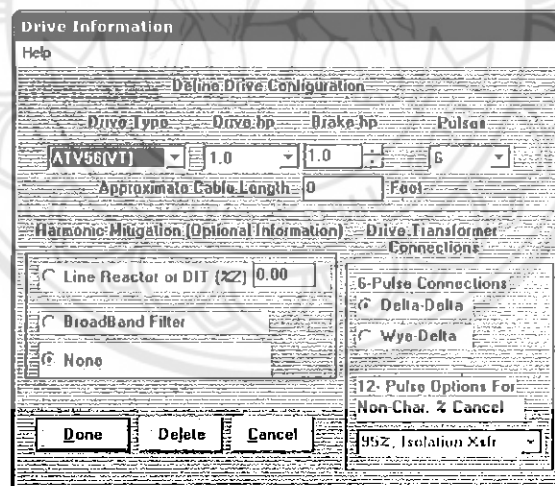 Drive Information
Help
Define Drive Configuration
Drive Type Drive hp Brake hp Pulses
ATV56(VT) 1.0 1.0 6
Approximate Cable Length 0 Feet
Harmonic Mitigation (Optional Information)
Line Reactor or DIT (%Z) 0.00
BroadBand Filter
None
Drive Transformer
Connections
6-Pulse Connections
Delta-Delta
Wye-Delta
12- Pulse Options For
Non-Char. % Cancel
95%, Isolation Xsfr
Done Delete Cancel